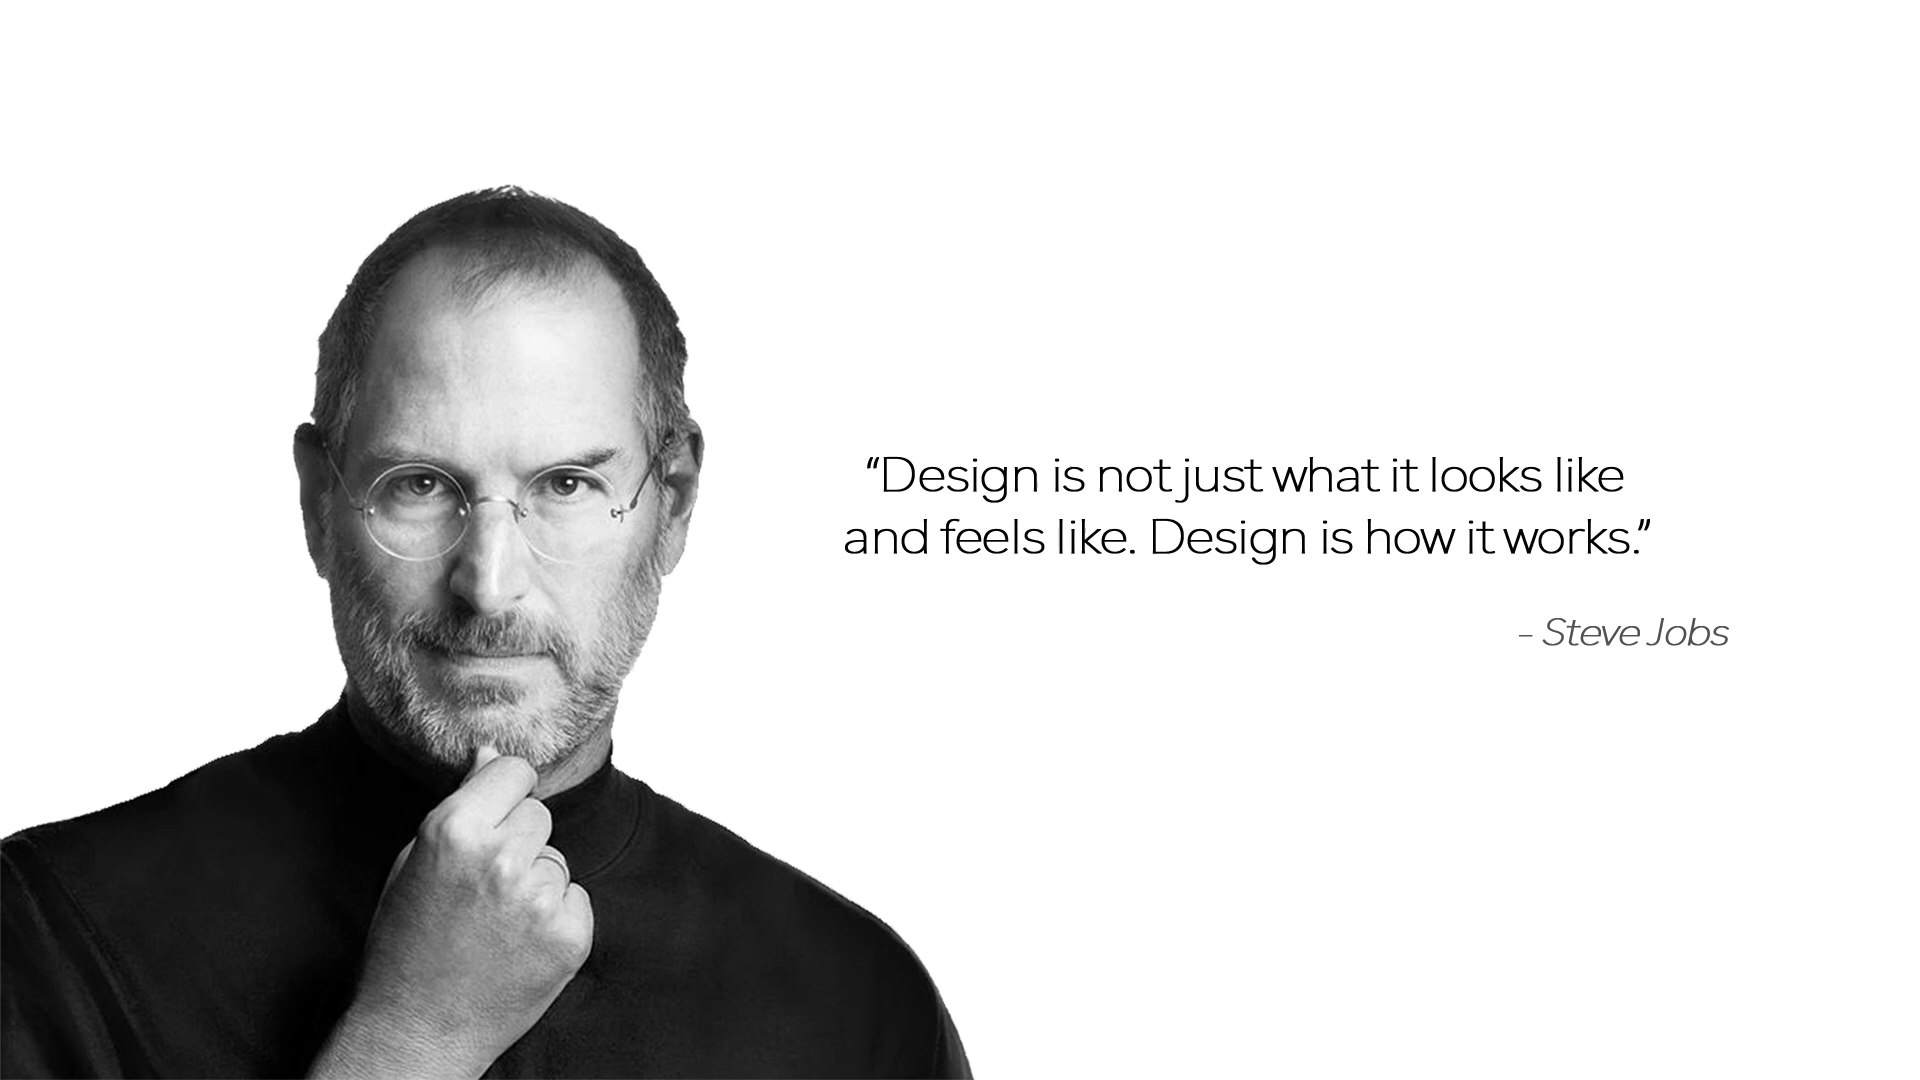 “Design is not just what it looks like
and feels like. Design is how it works.”
- Steve Jobs